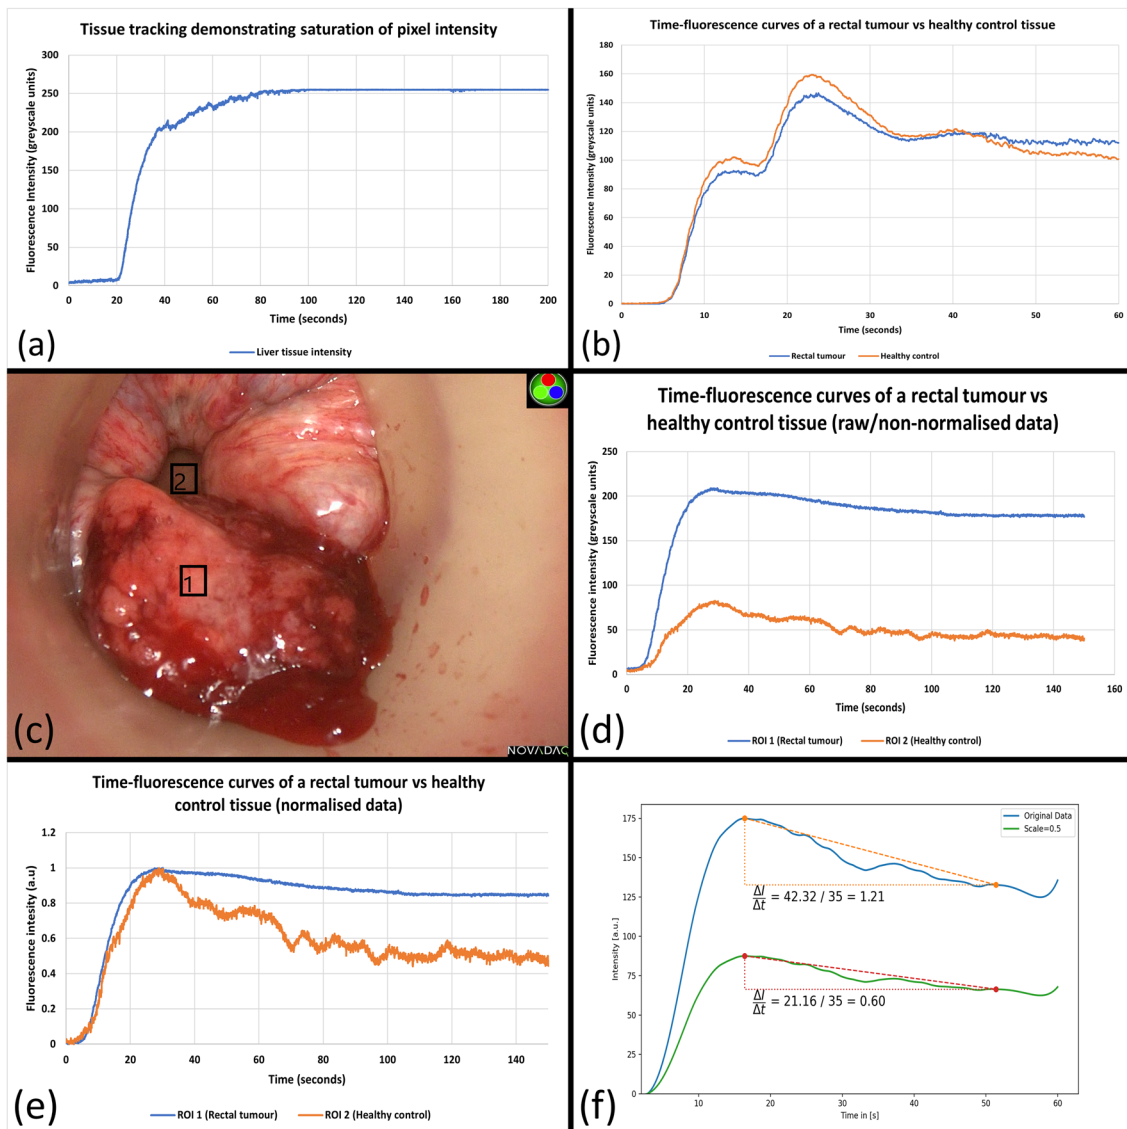 Tissue tracking demonstrating saturation of pixel intensity
300
250
200
150
100
50
0
Fluorescence Intensity (greyscale units)
0 20 40 60 80 100 120 140 160 180 200
Time (seconds)
Liver tissue intensity
(a)
Time-fluorescence curves of a rectal tumour vs healthy control tissue
180
160
140
120
100
80
60
40
20
0
Fluorescence Intensity (greyscale units)
0 10 20 30 40 50 60
Time (seconds)
Rectal tumour Healthy control
(b)
2
1
NOVADAQ
(c)
Time-fluorescence curves of a rectal tumour vs
healthy control tissue (raw/non-normalised data)
250
200
150
100
50
0
Fluorescence intensity (greyscale units)
0 20 40 60 80 100 120 140 160
Time (seconds)
ROI 1 (Rectal tumour) ROI 2 (Healthy control)
(d)
Time-fluorescence curves of a rectal tumour vs healthy
control tissue (normalised data)
1.2
1
0.8
0.6
0.4
0.2
0
Fluorescence intesity (a.u)
0 20 40 60 80 100 120 140
Time (seconds)
ROI 1 (Rectal tumour) ROI 2 (Healthy control)
(e)
Original Data
Scale=0.5
175
150
125
100
75
50
25
0
Intensity [a.u.]
ΔI/Δt = 42.32 / 35 = 1.21
ΔI/Δt = 21.16 / 35 = 0.60
10 20 30 40 50 60
Time in [s]
(f)